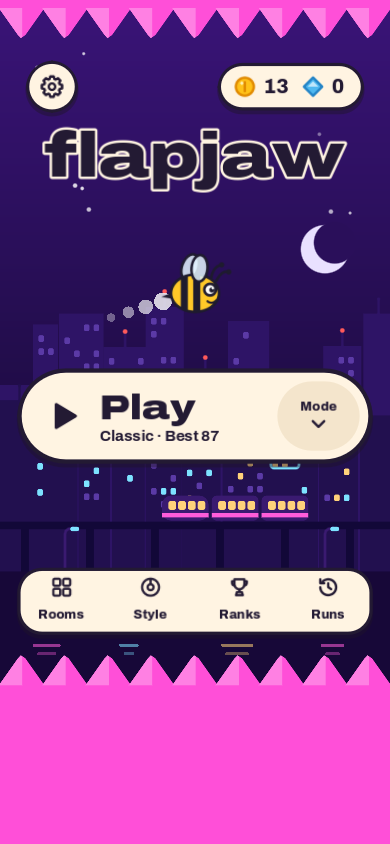 13
0
flapjaw
Play
Classic · Best 87
Mode
Rooms
Style
Ranks
Runs